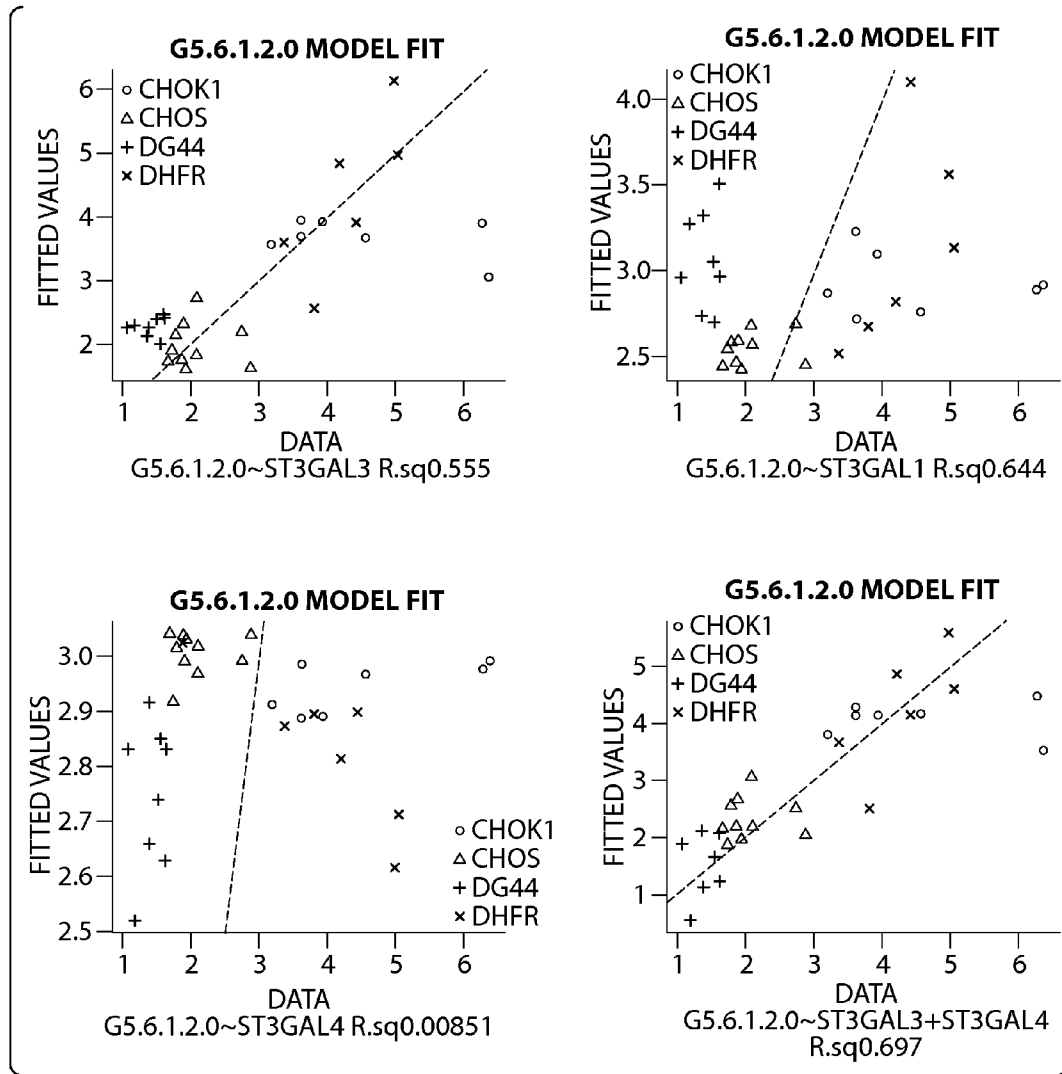 G5.6.1.2.0 MODEL FIT
CHOK1
CHOS
DG44
DHFR
FITTED VALUES
6
5
4
3
2
1 2 3 4 5 6
DATA
G5.6.1.2.0~ST3GAL3 R.sq0.555
G5.6.1.2.0 MODEL FIT
CHOK1
CHOS
DG44
DHFR
FITTED VALUES
4.0
3.5
3.0
2.5
1 2 3 4 5 6
DATA
G5.6.1.2.0~ST3GAL1 R.sq0.644
G5.6.1.2.0 MODEL FIT
FITTED VALUES
3.0
2.9
2.8
2.7
2.6
2.5
CHOK1
CHOS
DG44
DHFR
1 2 3 4 5 6
DATA
G5.6.1.2.0~ST3GAL4 R.sq0.00851
G5.6.1.2.0 MODEL FIT
CHOK1
CHOS
DG44
DHFR
FITTED VALUES
5
4
3
2
1
1 2 3 4 5 6
DATA
G5.6.1.2.0~ST3GAL3+ST3GAL4
R.sq0.697